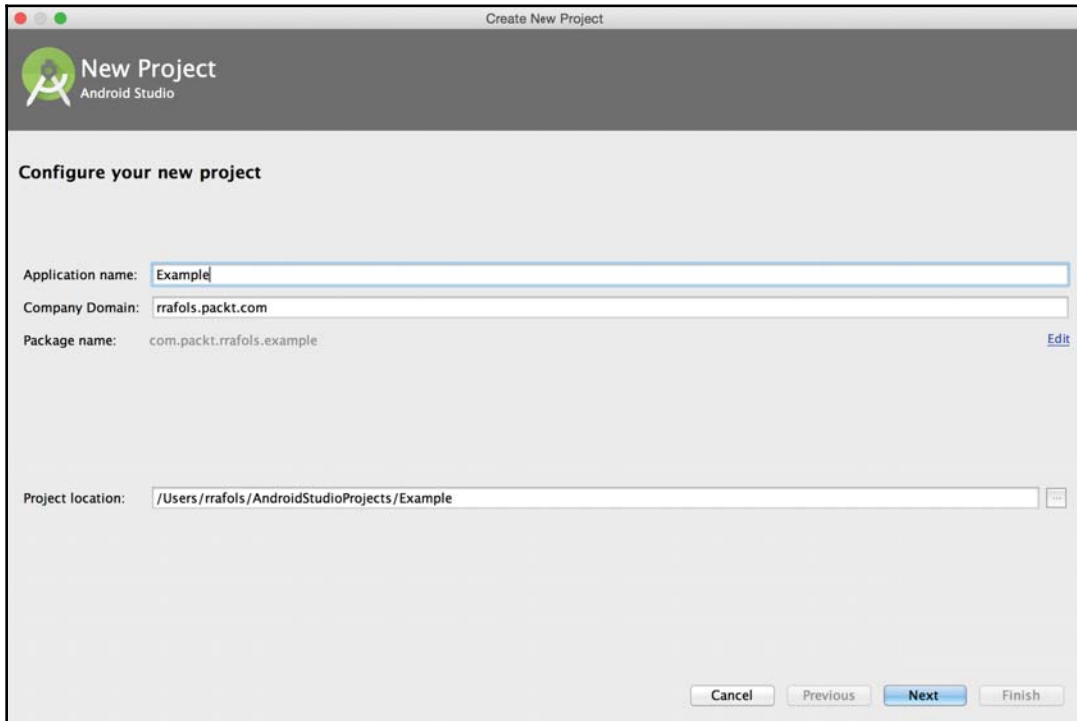 Create New Project
New Project
Android Studio
Configure your new project
Application name: Example
Company Domain: rrafols.packt.com
Package name: com.packt.rrafols.example Edit
Project location: /Users/rrafols/AndroidStudioProjects/Example ...
Cancel Previous Next Finish